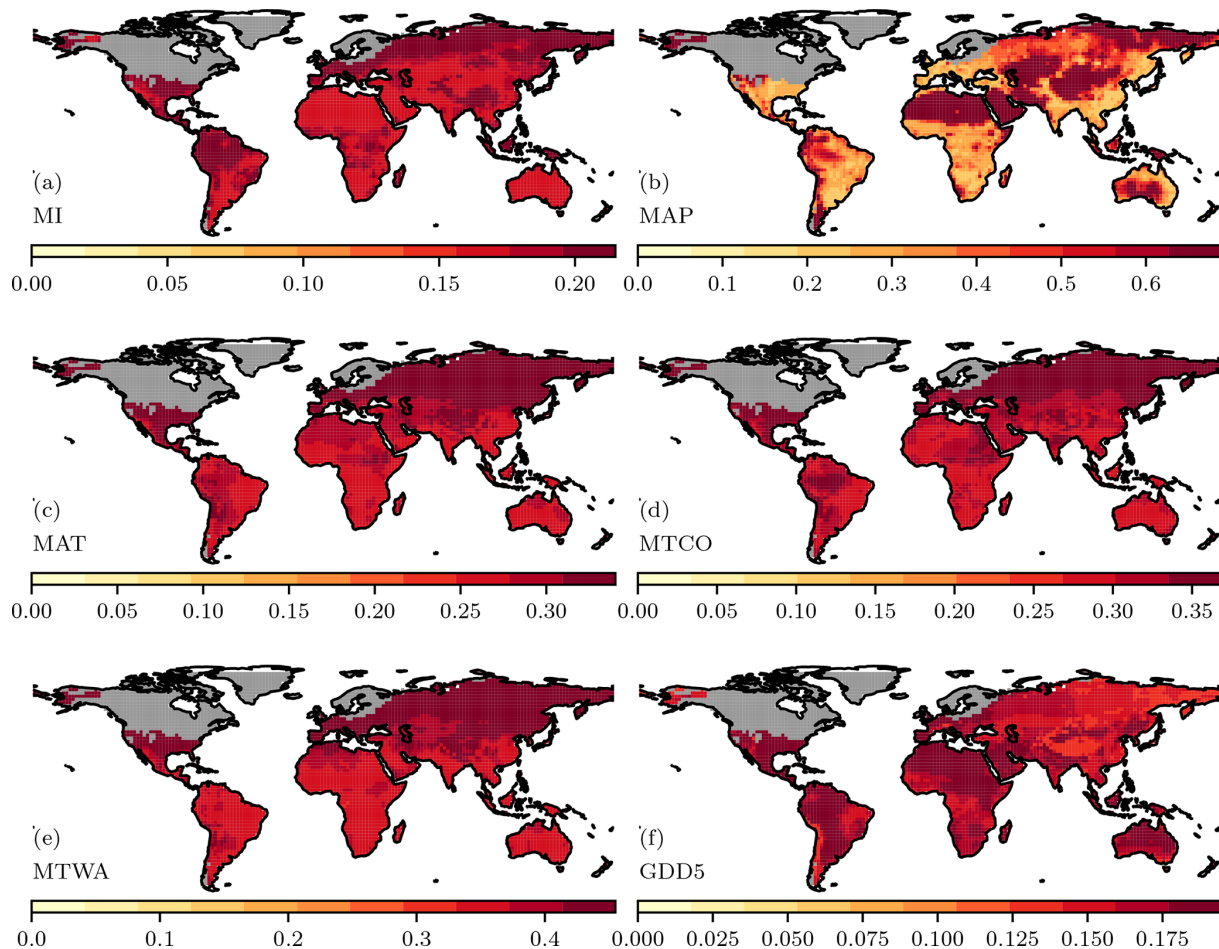 (a)
MI
0.00 0.05 0.10 0.15 0.20
(b)
MAP
0.0 0.1 0.2 0.3 0.4 0.5 0.6
(c)
MAT
0.00 0.05 0.10 0.15 0.20 0.25 0.30
(d)
MTCO
0.00 0.05 0.10 0.15 0.20 0.25 0.30 0.35
(e)
MTWA
0.0 0.1 0.2 0.3 0.4
(f)
GDD5
0.000 0.025 0.050 0.075 0.100 0.125 0.150 0.175